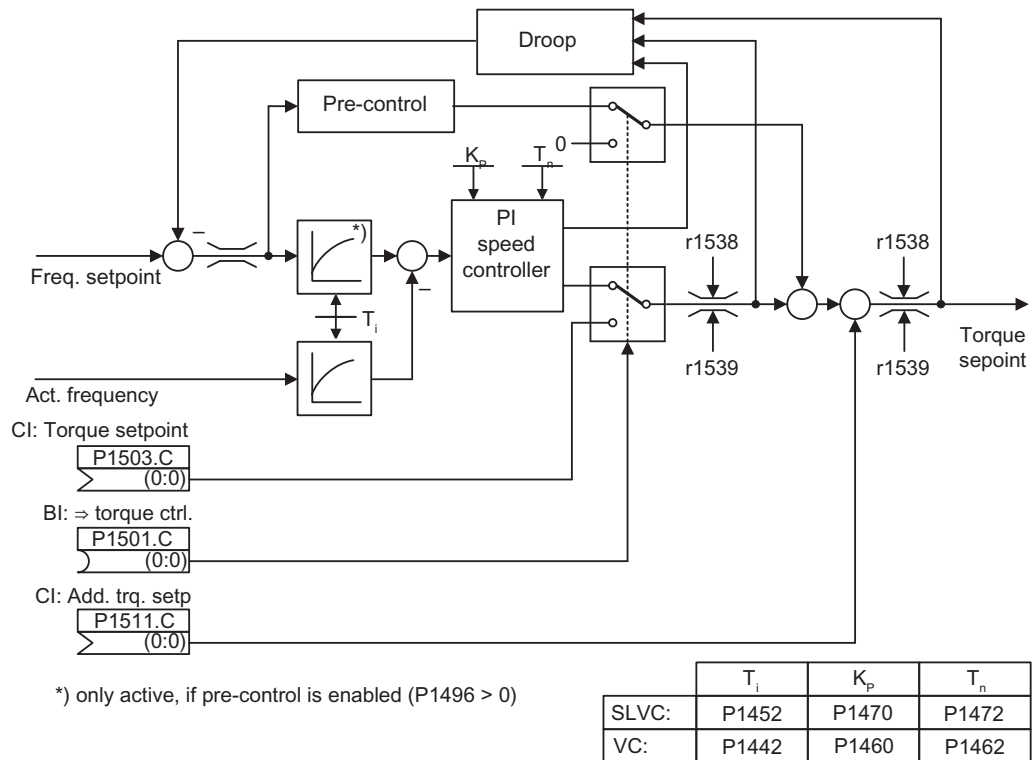 Droop
Pre-control
0
K_P
T_n
PI
speed
controller
*)
–
–
Freq. setpoint
T_i
Act. frequency
r1538
r1538
r1539
r1539
Torque
sepoint
CI: Torque setpoint
P1503.C
(0:0)
BI: ⇒ torque ctrl.
P1501.C
(0:0)
CI: Add. trq. setp
P1511.C
(0:0)
*) only active, if pre-control is enabled (P1496 > 0)
T_i K_P T_n
SLVC: P1452 P1470 P1472
VC: P1442 P1460 P1462